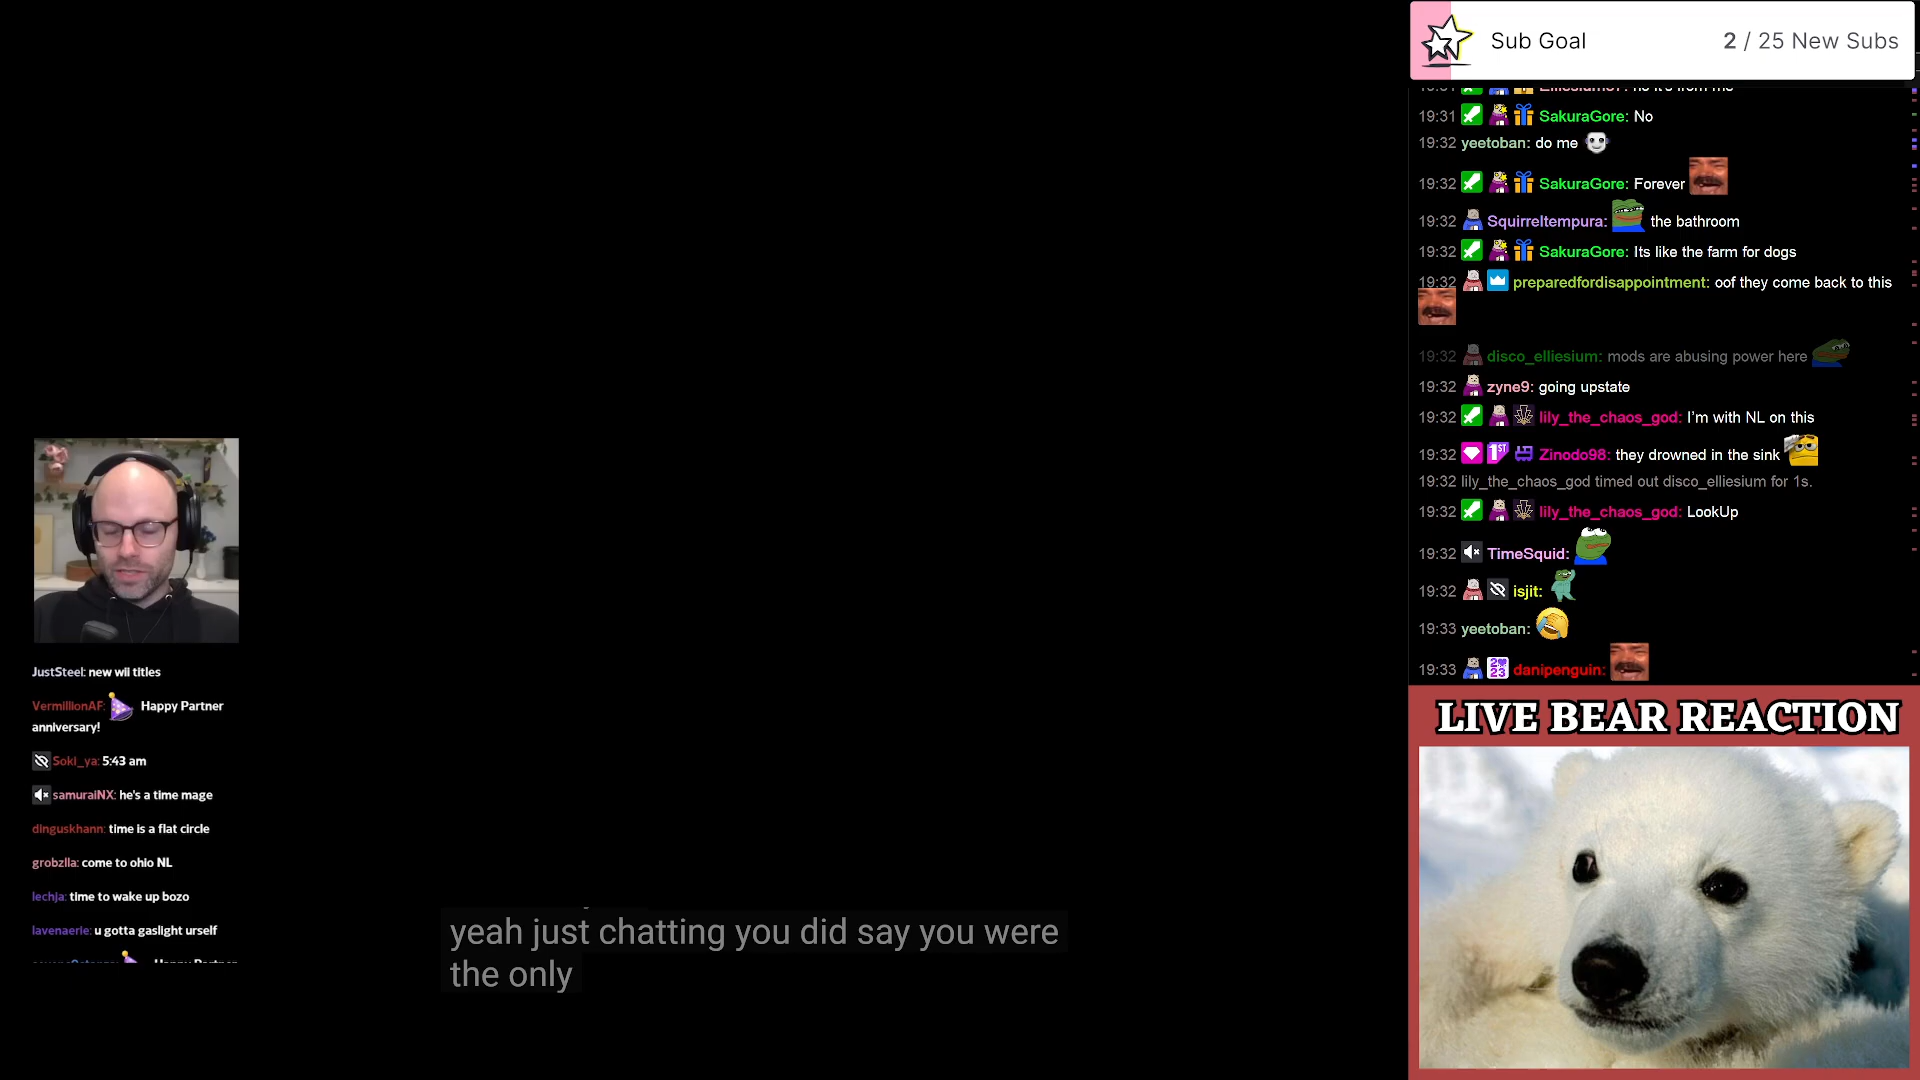 Sub Goal 2 / 25 New Subs
19:31 SakuraGore: No
19:32 yeetoban: do me
19:32 SakuraGore: Forever
19:32 Squirreltempura: the bathroom
19:32 SakuraGore: Its like the farm for dogs
19:32 preparedfordisappointment: oof they come back to this
19:32 disco_elliesium: mods are abusing power here
19:32 zyne9: going upstate
19:32 lily_the_chaos_god: I'm with NL on this
19:32 1ST Zinodo98: they drowned in the sink
19:32 lily_the_chaos_god timed out disco_elliesium for 1s.
19:32 lily_the_chaos_god: LookUp
19:32 TimeSquid:
19:32 isjit:
19:33 yeetoban:
19:33 danipenguin:
LIVE BEAR REACTION
JustSteel: new wii titles
VermillionAF: Happy Partner
anniversary!
Soki_ya: 5:43 am
samuraiNX: he's a time mage
dinguskhann: time is a flat circle
grobzlla: come to ohio NL
lechja: time to wake up bozo
lavenaerie: u gotta gaslight urself
yeah just chatting you did say you were
the only